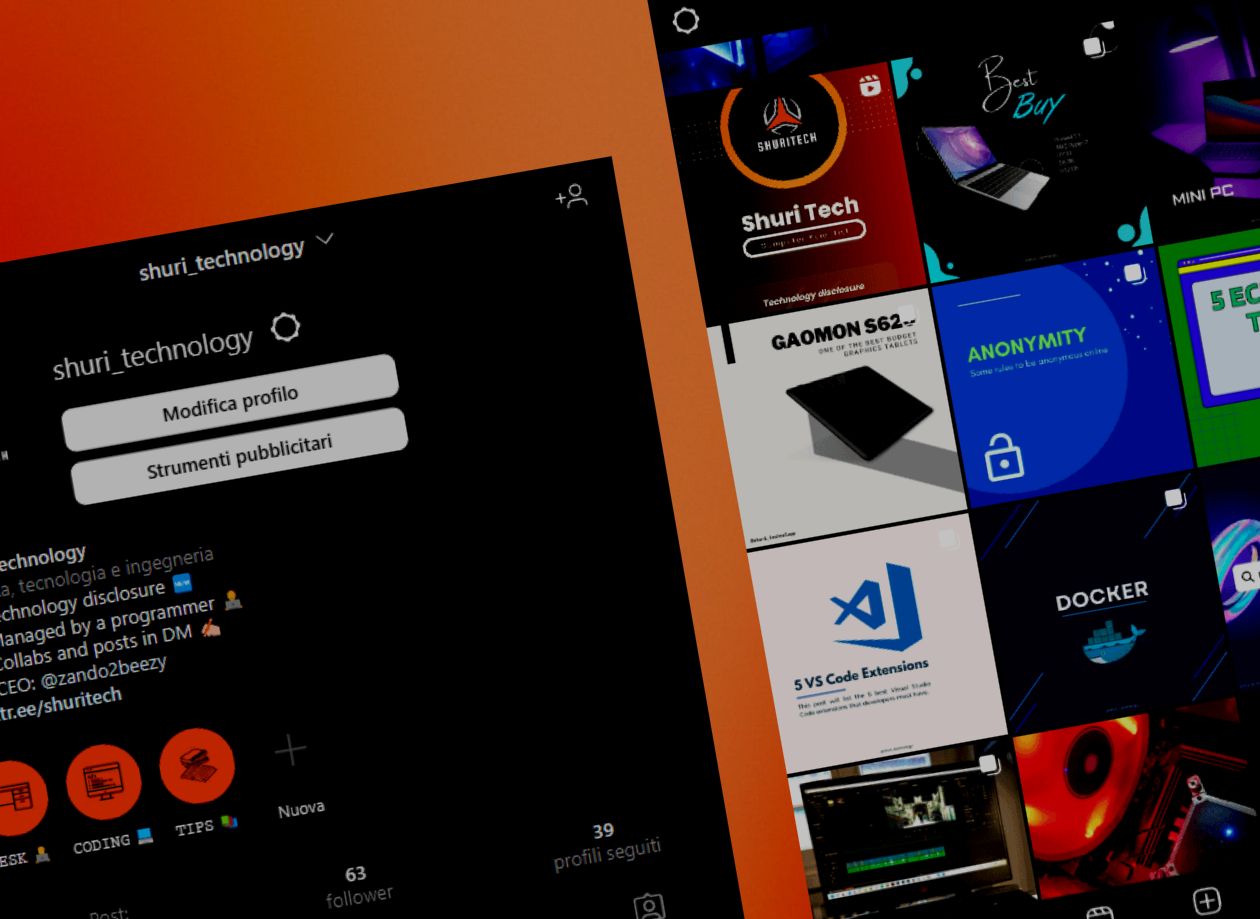 shuri_technology
shuri_technology
Modifica profilo
Strumenti pubblicitari
echnology
a, tecnologia e ingegneria
echnology disclosure
Managed by a programmer
Collabs and posts in DM
CEO: @zando2beezy
tr.ee/shuritech
ESK
CODING
TIPS
Nuova
Post:
63
follower
39
profili seguiti
SHURITECH
Shuri Tech
Technology disclosure
Best
Buy
MINI PC
GAOMON S62
ONE OF THE BEST BUDGET
GRAPHICS TABLETS
ANONYMITY
Some rules to be anonymous online
5 EC
T
5 VS Code Extensions
This post will list the 5 best Visual Studio
Code extensions that developers must have.
DOCKER